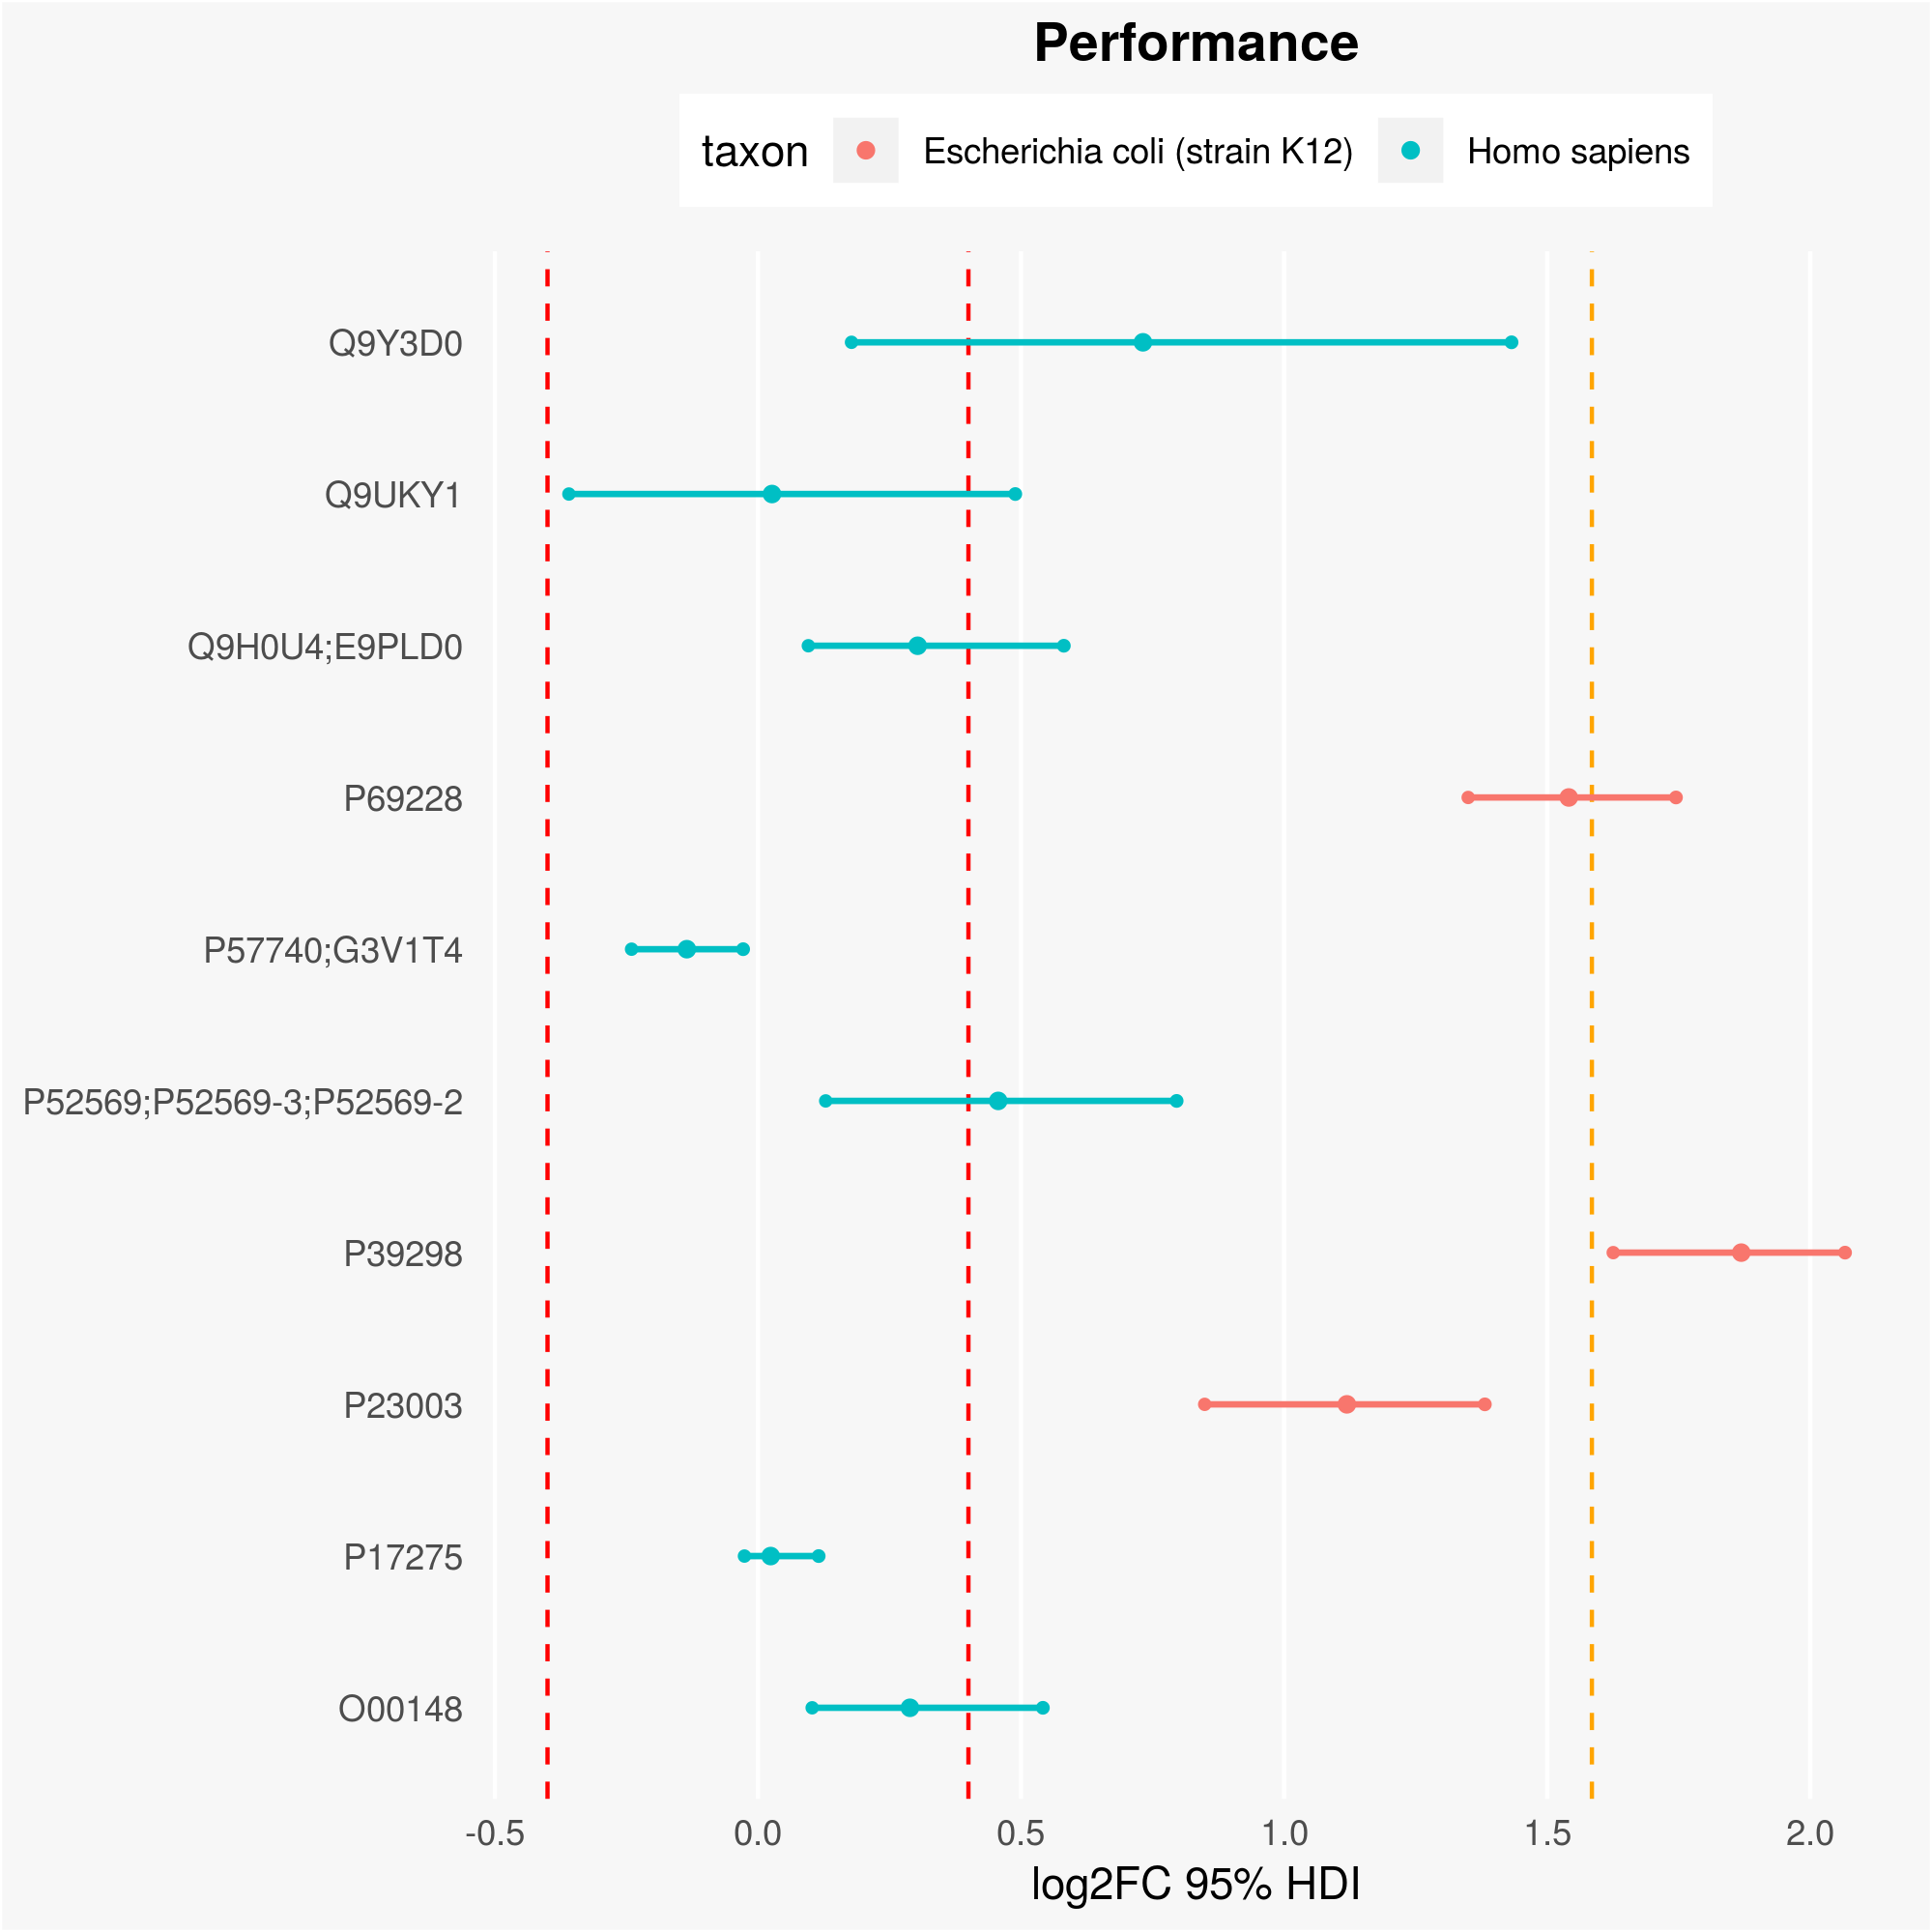 Performance
taxon Escherichia coli (strain K12) Homo sapiens
Q9Y3D0
Q9UKY1
Q9H0U4;E9PLD0
P69228
P57740;G3V1T4
P52569;P52569-3;P52569-2
P39298
P23003
P17275
O00148
-0.5 0.0 0.5 1.0 1.5 2.0
log2FC 95% HDI